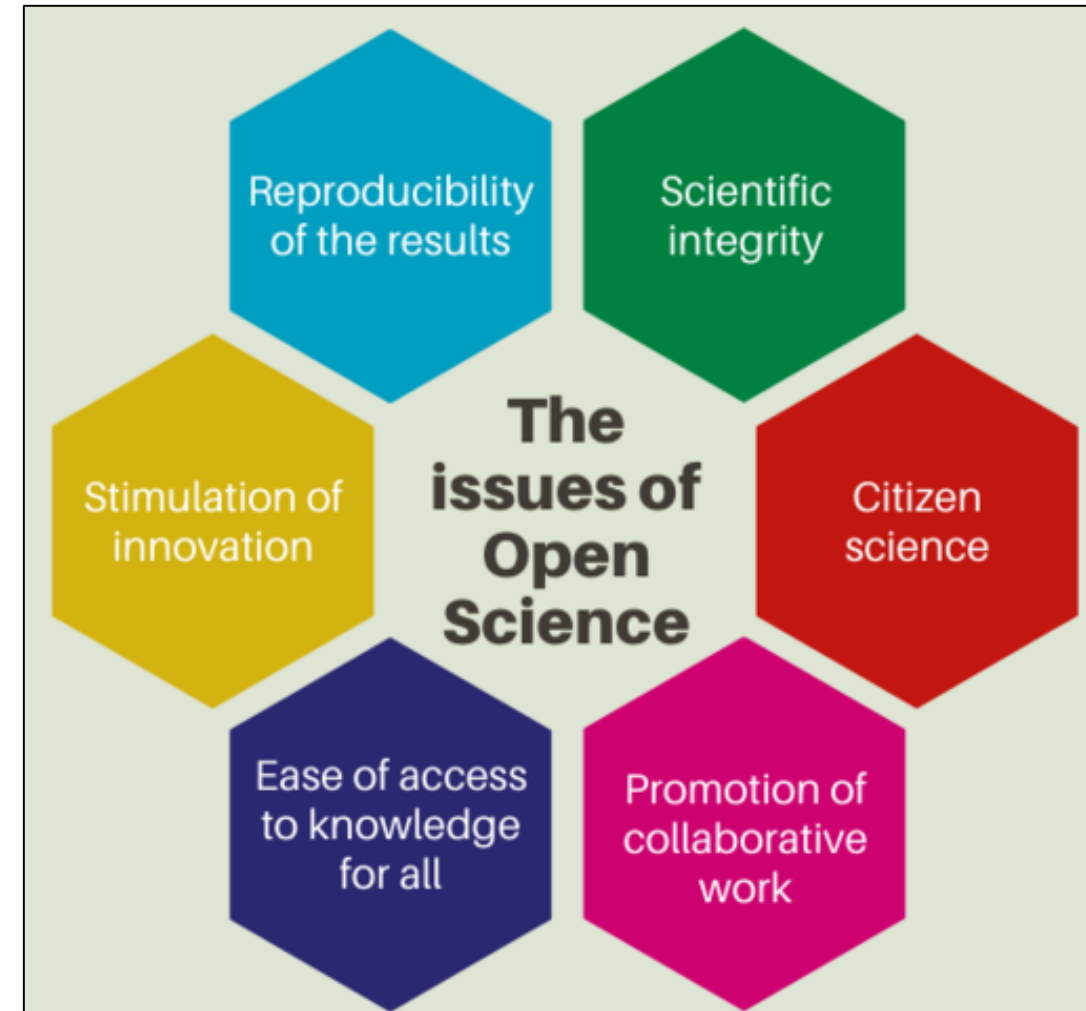 Reproducibility
of the results
Scientific
integrity
Stimulation of
innovation
The
issues of
Open
Science
Citizen
science
Ease of access
to knowledge
for all
Promotion of
collaborative
work